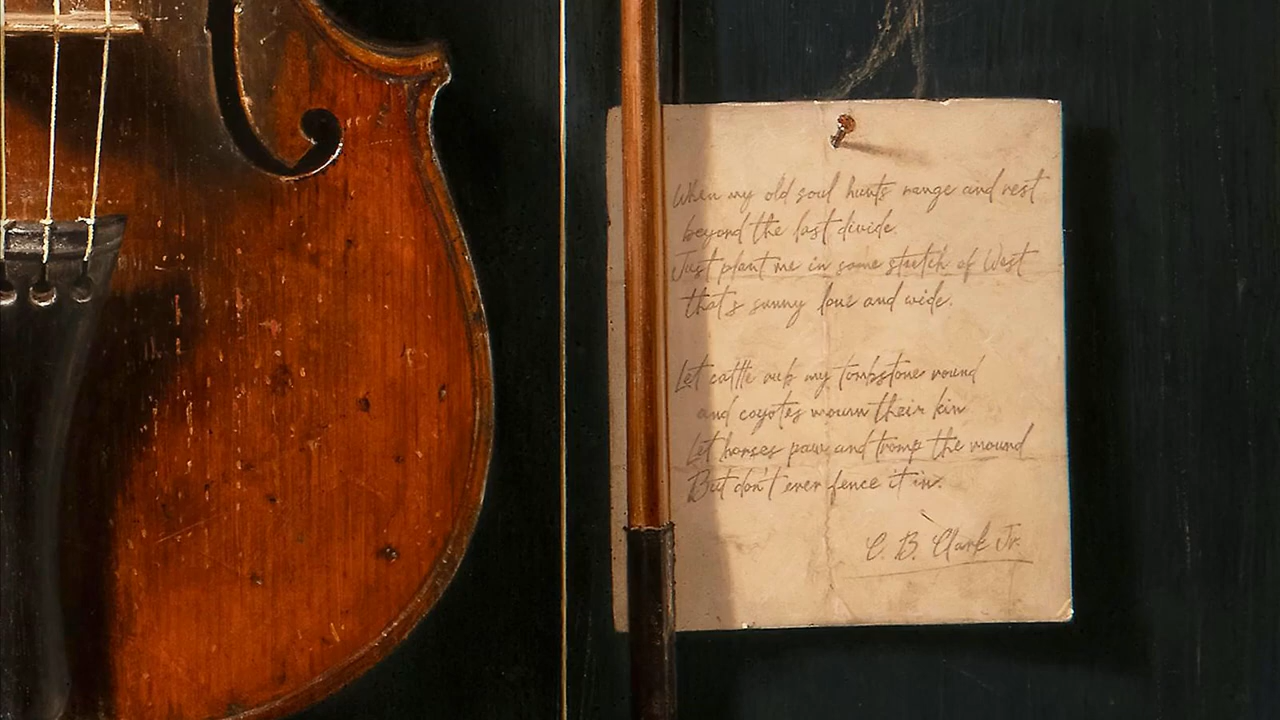 When my old soul hunts range and rest
beyond the last divide.
Just plant me in some stretch of West
that's sunny lone and wide.
Let cattle rub my tombstone round
and coyotes mourn their kin
Let horses paw and tromp the mound
But don't ever fence it in.
C. B. Clark Jr.